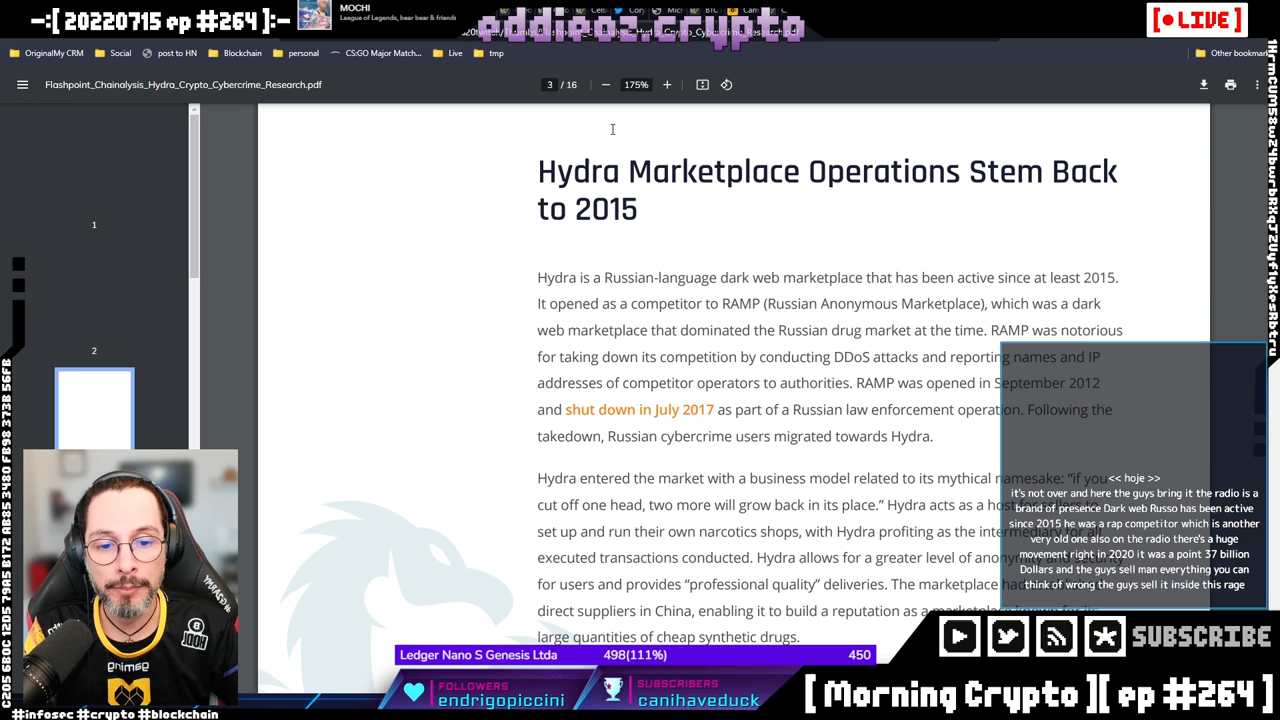 -:[ 20220715 ep #264 ]:-
MOCHI
League of Legends, bear bear & friends
addiaoz.crypto
[ ● LIVE ]
OriginalMy CRM
Social
post to HN
Blockchain
personal
CS:GO Major Match...
Live
tmp
Other bookmar
Flashpoint_Chainalysis_Hydra_Crypto_Cybercrime_Research.pdf
3 / 16
175%
1
2
Hydra Marketplace Operations Stem Back
to 2015
Hydra is a Russian-language dark web marketplace that has been active since at least 2015.
It opened as a competitor to RAMP (Russian Anonymous Marketplace), which was a dark
web marketplace that dominated the Russian drug market at the time. RAMP was notorious
for taking down its competition by conducting DDoS attacks and reporting names and IP
addresses of competitor operators to authorities. RAMP was opened in September 2012
and shut down in July 2017 as part of a Russian law enforcement operation. Following the
takedown, Russian cybercrime users migrated towards Hydra.
Hydra entered the market with a business model related to its mythical namesake: “if you
cut off one head, two more will grow back in its place.” Hydra acts as a host
set up and run their own narcotics shops, with Hydra profiting as the intermediary for all
executed transactions conducted. Hydra allows for a greater level of anonymity and security
for users and provides “professional quality” deliveries. The marketplace had
direct suppliers in China, enabling it to build a reputation as a marketplace known for its
large quantities of cheap synthetic drugs.
<< hoje >>
it's not over and here the guys bring it the radio is a
brand of presence Dark web Russo has been active
since 2015 he was a rap competitor which is another
very old one also on the radio there's a huge
movement right in 2020 it was a point 37 billion
Dollars and the guys sell man everything you can
think of wrong the guys sell it inside this rage
SUBSCRIBE
Ledger Nano S Genesis Ltda
498(111%)
450
FOLLOWERS
endrigopiccini
SUBSCRIBERS
canihaveduck
[ Morning Crypto ][ ep #264 ]
#infosec #crypto #blockchain